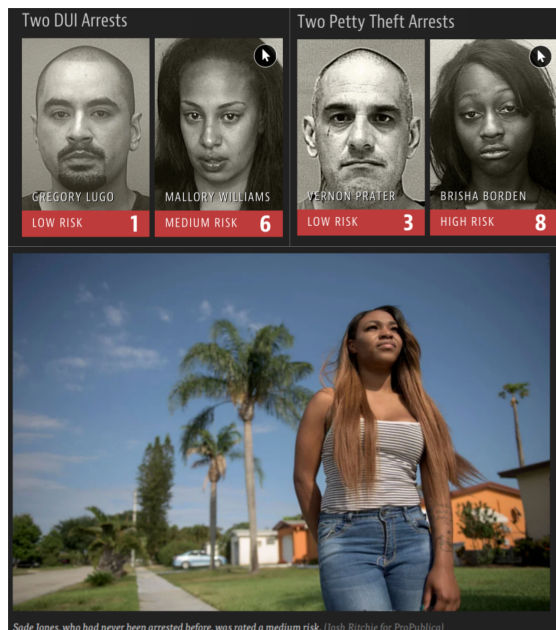 Two DUI Arrests
Two Petty Theft Arrests
GREGORY LUGO
MALLORY WILLIAMS
VERNON PRATER
BRISHA BORDEN
LOW RISK 1
MEDIUM RISK 6
LOW RISK 3
HIGH RISK 8
Sade Jones, who had never been arrested before, was rated a medium risk. (Josh Ritchie for ProPublica)